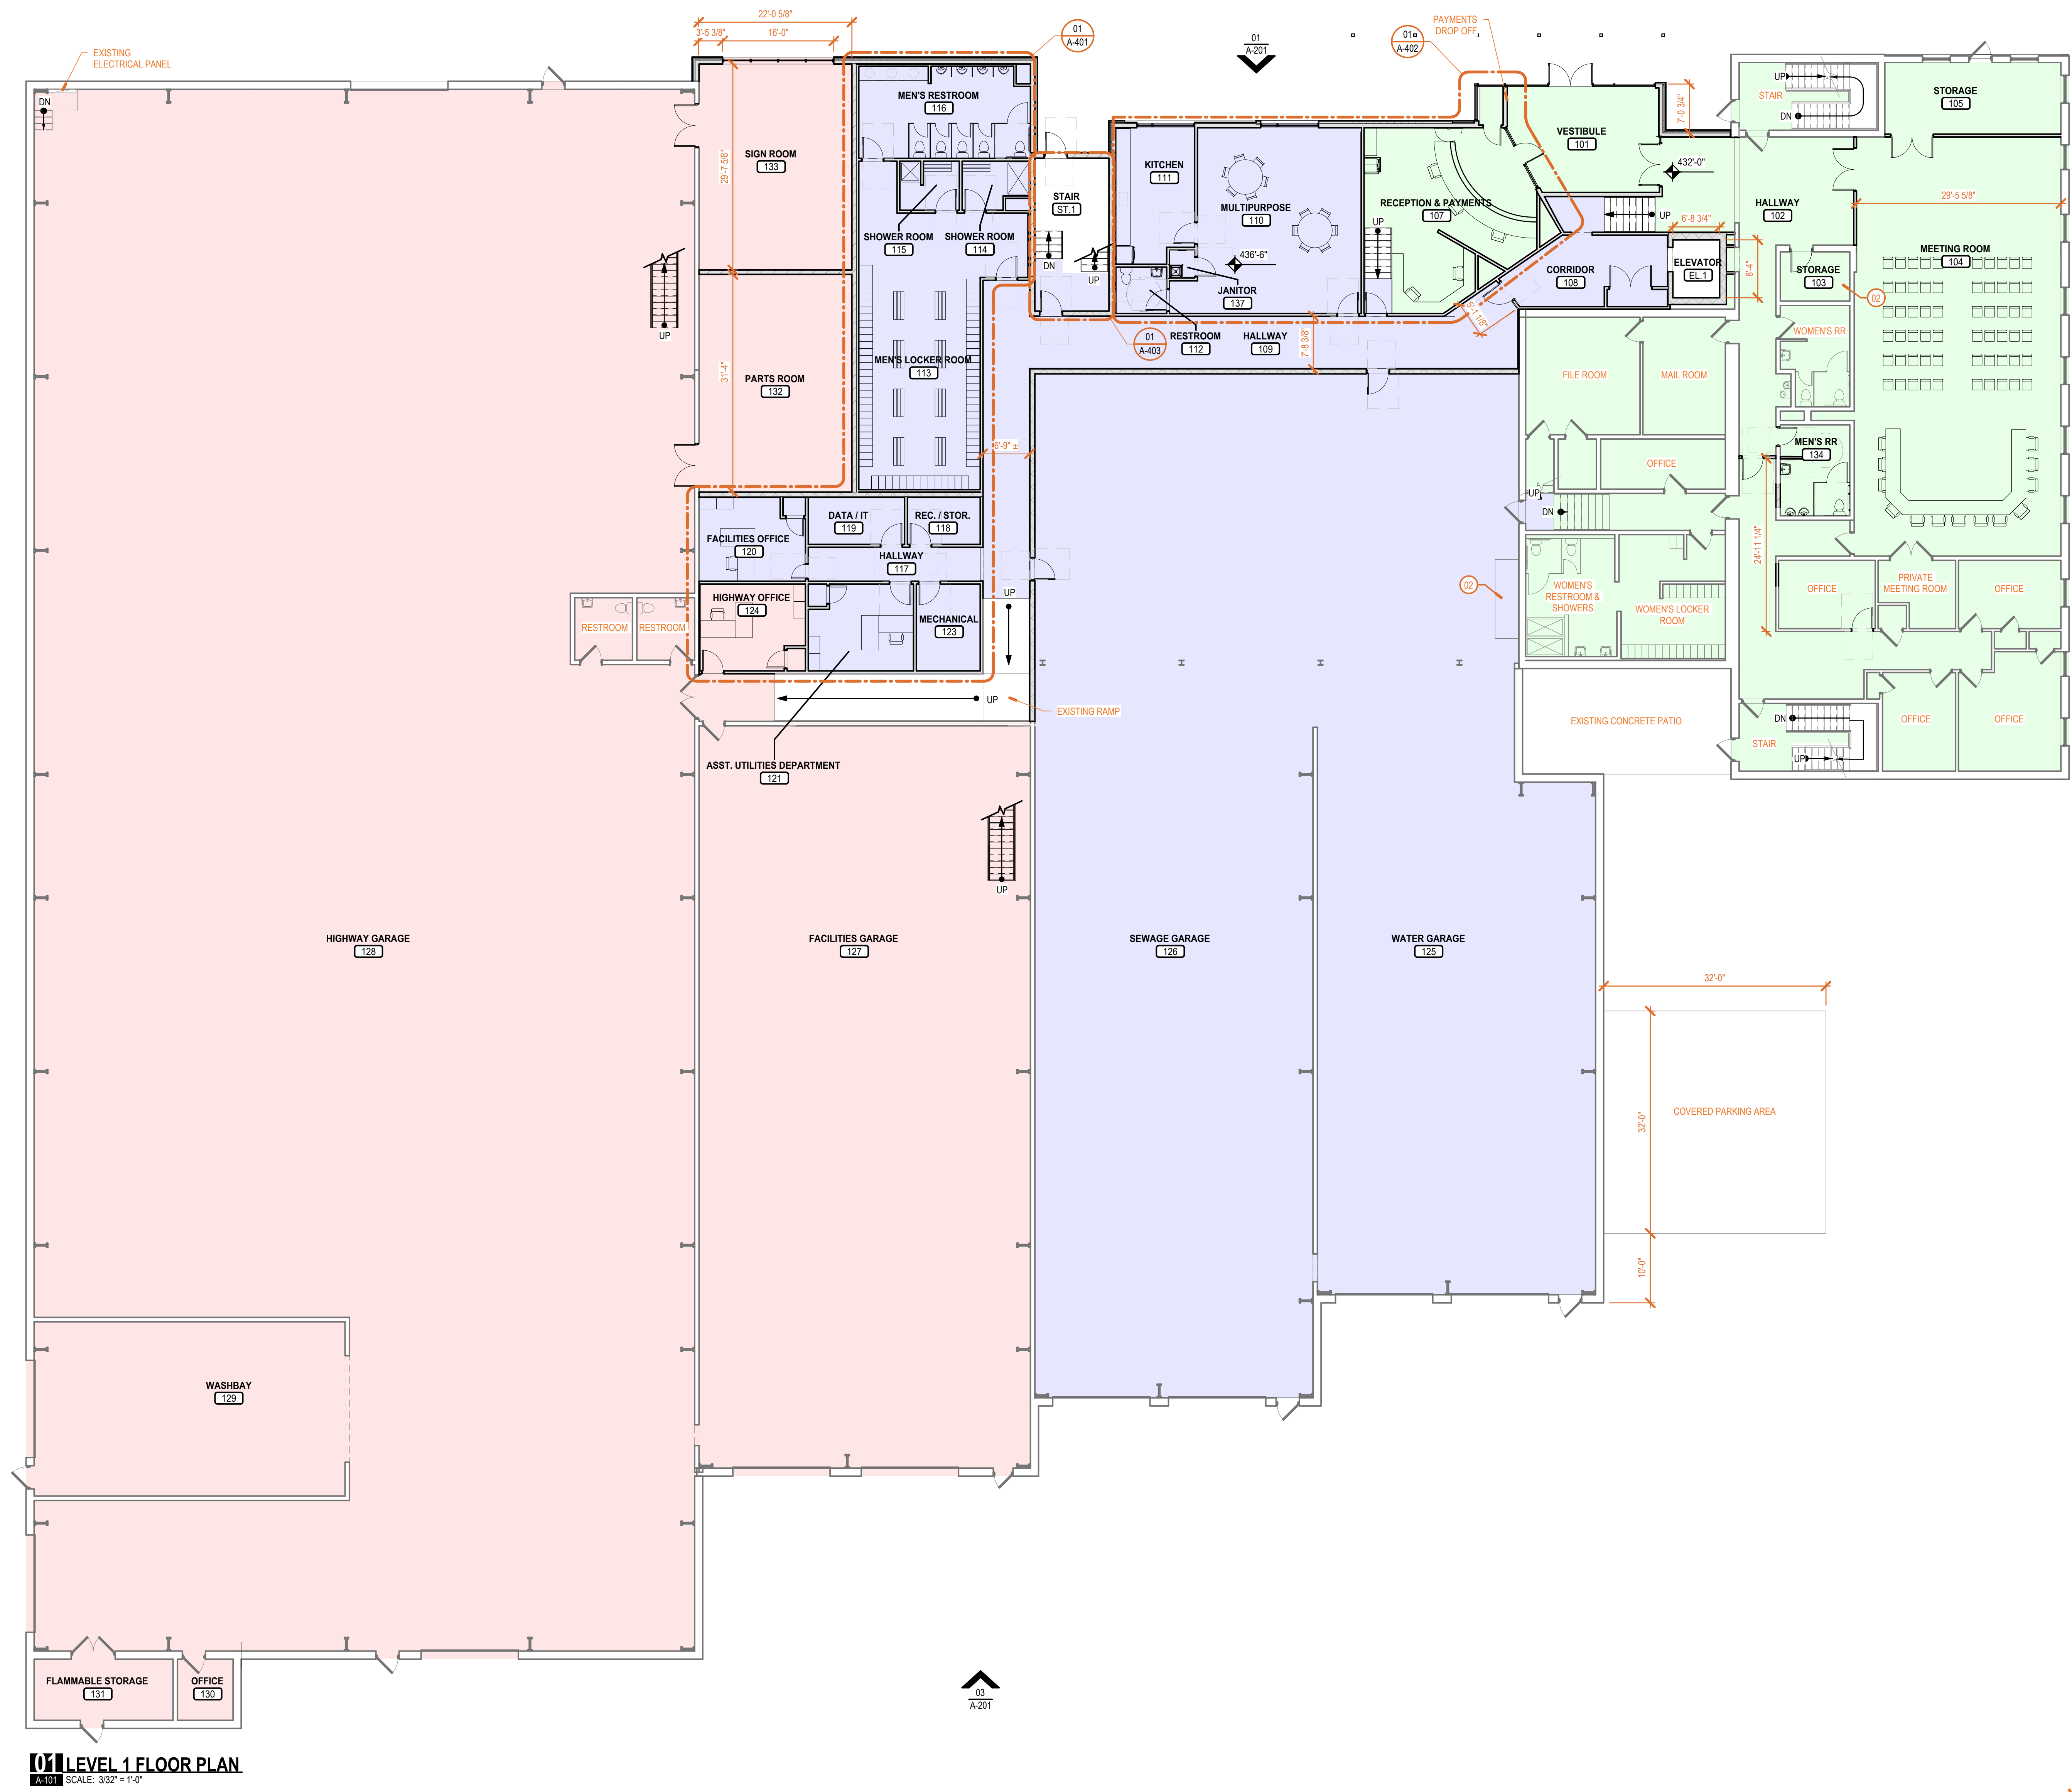 22'-0 5/8"
3'-5 3/8"
16'-0"
01
A-401
01
A-201
PAYMENTS
DROP OFF
01
A-402
EXISTING
ELECTRICAL PANEL
DN
UP
STAIR
DN
STORAGE
105
7'-0 3/4"
MEN'S RESTROOM
116
SIGN ROOM
133
29'-7 5/8"
VESTIBULE
101
432'-0"
KITCHEN
111
MULTIPURPOSE
110
STAIR
ST.1
RECEPTION & PAYMENTS
107
UP
UP
6'-8 3/4"
HALLWAY
102
29'-5 5/8"
SHOWER ROOM
115
SHOWER ROOM
114
DN
UP
436'-6"
JANITOR
137
CORRIDOR
108
ELEVATOR
EL.1
8'-4"
STORAGE
103
02
MEETING ROOM
104
UP
5'-1 1/8"
RESTROOM
112
HALLWAY
109
7'-8 3/8"
01
A-403
WOMEN'S RR
MEN'S LOCKER ROOM
113
PARTS ROOM
132
31'-4"
FILE ROOM
MAIL ROOM
6'-9" ±
MEN'S RR
134
OFFICE
UP
DN
24'-11 1/4"
DATA / IT
119
REC. / STOR.
118
FACILITIES OFFICE
120
HALLWAY
117
HIGHWAY OFFICE
124
MECHANICAL
123
UP
RESTROOM
RESTROOM
02
WOMEN'S
RESTROOM &
SHOWERS
WOMEN'S LOCKER
ROOM
OFFICE
PRIVATE
MEETING ROOM
OFFICE
UP
EXISTING RAMP
EXISTING CONCRETE PATIO
DN
STAIR
UP
OFFICE
OFFICE
ASST. UTILITIES DEPARTMENT
121
UP
HIGHWAY GARAGE
128
FACILITIES GARAGE
127
SEWAGE GARAGE
126
WATER GARAGE
125
32'-0"
32'-0"
COVERED PARKING AREA
10'-0"
WASHBAY
129
FLAMMABLE STORAGE
131
OFFICE
130
03
A-201
01 LEVEL 1 FLOOR PLAN
A-101 SCALE: 3/32" = 1'-0"